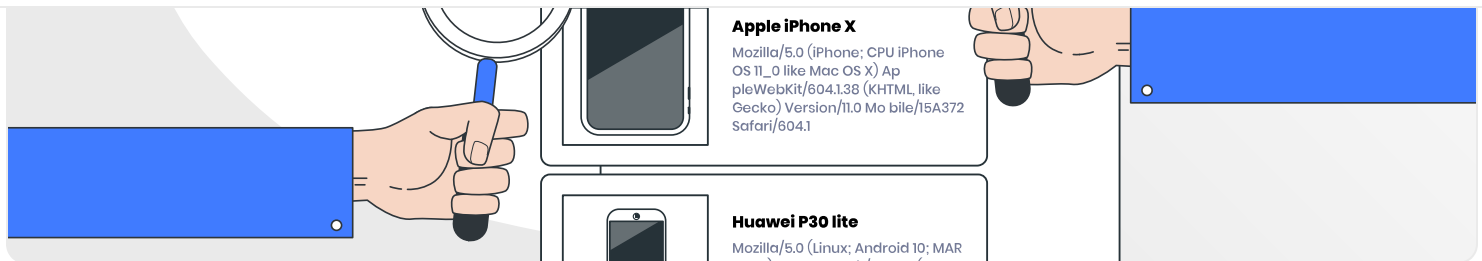 Apple iPhone X
Mozilla/5.0 (iPhone; CPU iPhone
OS 11_0 like Mac OS X) Ap
pleWebKit/604.1.38 (KHTML, like
Gecko) Version/11.0 Mo bile/15A372
Safari/604.1
Huawei P30 lite
Mozilla/5.0 (Linux; Android 10; MAR